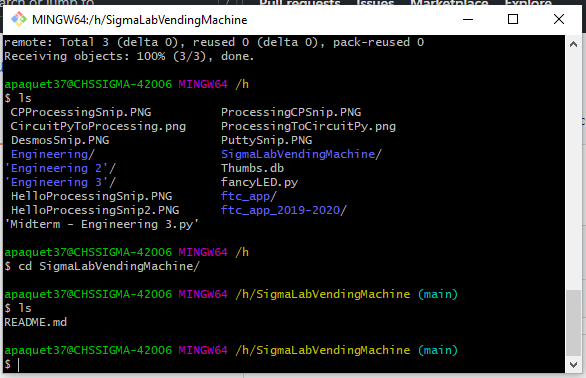 Pull requests Issues Marketplace Explore
MINGW64:/h/SigmaLabVendingMachine
remote: Total 3 (delta 0), reused 0 (delta 0), pack-reused 0
Receiving objects: 100% (3/3), done.
apaquet37@CHSSIGMA-42006 MINGW64 /h
$ ls
CPProcessingSnip.PNG ProcessingCPSnip.PNG
CircuitPyToProcessing.png ProcessingToCircuitPy.png
DesmosSnip.PNG PuttySnip.PNG
Engineering/ SigmaLabVendingMachine/
'Engineering 2'/ Thumbs.db
'Engineering 3'/ fancyLED.py
HelloProcessingSnip.PNG ftc_app/
HelloProcessingSnip2.PNG ftc_app_2019-2020/
'Midterm - Engineering 3.py'
apaquet37@CHSSIGMA-42006 MINGW64 /h
$ cd SigmaLabVendingMachine/
apaquet37@CHSSIGMA-42006 MINGW64 /h/SigmaLabVendingMachine (main)
$ ls
README.md
apaquet37@CHSSIGMA-42006 MINGW64 /h/SigmaLabVendingMachine (main)
$